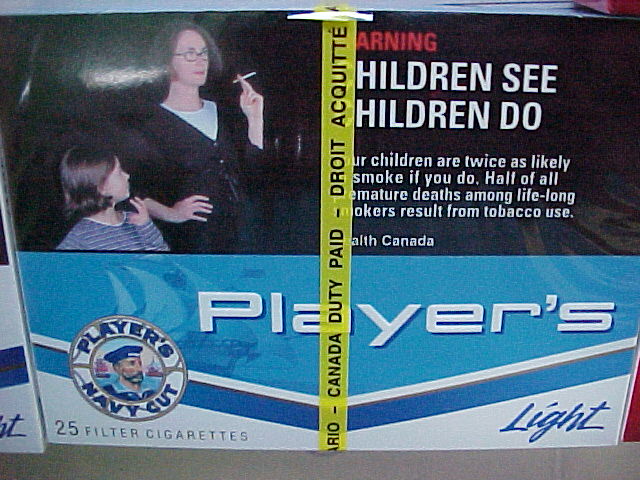 ARNING
HILDREN SEE
HILDREN DO
ur children are twice as likely
smoke if you do. Half of all
emature deaths among life-long
mokers result from tobacco use.
alth Canada
ARIO - CANADA DUTY PAID - DROIT ACQUITTÉ
Player's
PLAYER'S
NAVY CUT
Light
25 FILTER CIGARETTES
ht